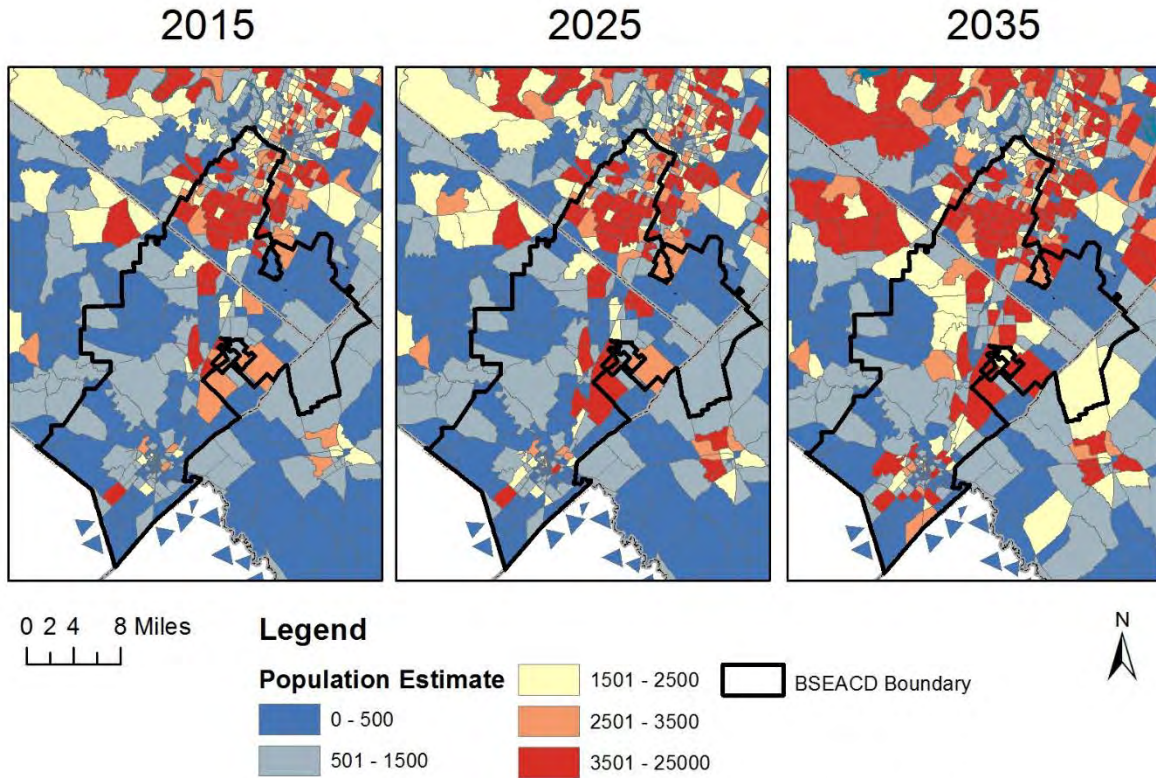 2015 2025 2035
0 2 4 8 Miles
N
Legend
Population Estimate
0 - 500
501 - 1500
1501 - 2500
2501 - 3500
3501 - 25000
BSEACD Boundary